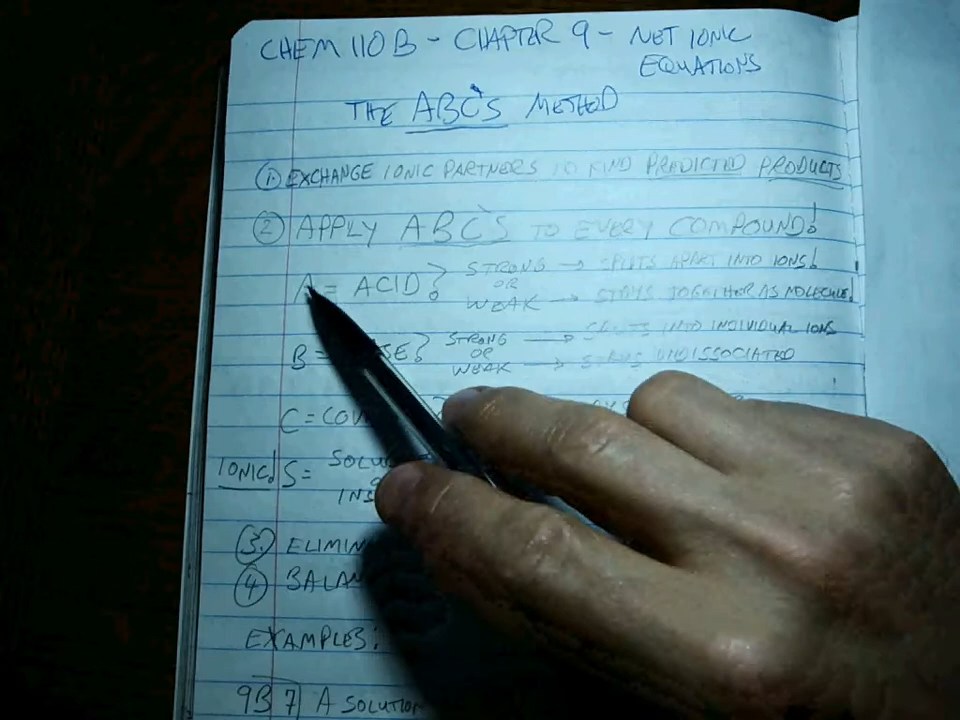 CHEM 110B - CHAPTER 9 - NET IONIC
EQUATIONS
THE ABC'S METHOD
① EXCHANGE IONIC PARTNERS TO FIND PREDICTED PRODUCTS
② APPLY ABC'S TO EVERY COMPOUND!
A = ACID? STRONG → SPLITS APART INTO IONS!
OR
WEAK → STAYS TOGETHER AS MOLECULE!
B = SE? STRONG → SPLITS INTO INDIVIDUAL IONS
OR
WEAK → STAYS UNDISSOCIATED
C = COV
IONIC! S = SOLU
INS
③ ELIMIN
④ BALAN
EXAMPLES:
9B7 A SOLUTION